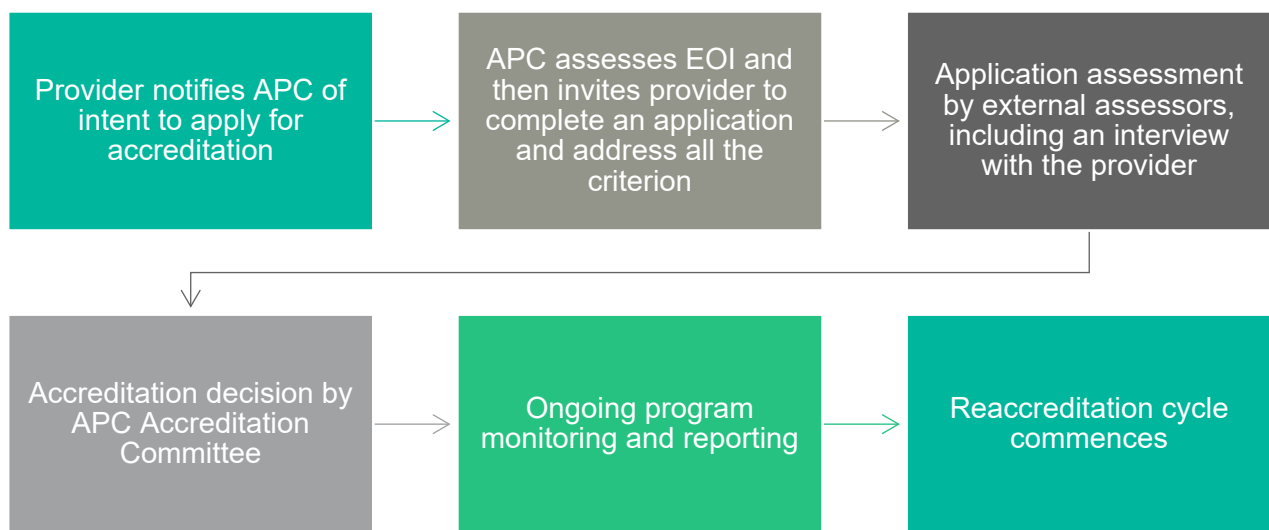 Provider notifies APC of
intent to apply for
accreditation
APC assesses EOI and
then invites provider to
complete an application
and address all the
criterion
Application assessment
by external assessors,
including an interview
with the provider
Accreditation decision by
APC Accreditation
Committee
Ongoing program
monitoring and reporting
Reaccreditation cycle
commences